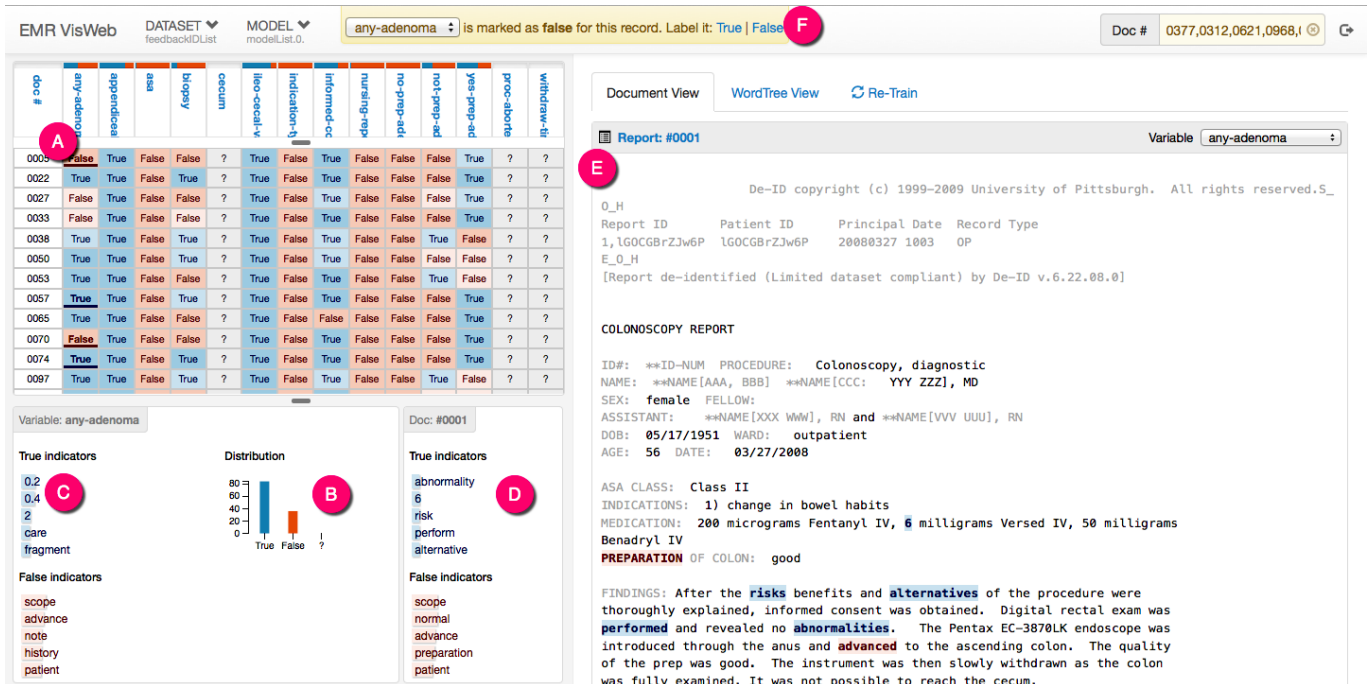 EMR VisWeb
DATASET
feedbackIDList
MODEL
modelList.0.
any-adenoma is marked as false for this record. Label it: True | False
F
Doc # 0377,0312,0621,0968,(
doc # any-adenom appendicea asa biopsy cecum ileo-cecal-v indication-ty informed-co nursing-repo no-prep-ade not-prep-ad yes-prep-ad proc-aborte withdraw-tir
A
0005 False True False False ? True False True False False False True ? ?
0022 True True False True ? True False True False False False True ? ?
0027 False True False False ? True False True False False False True ? ?
0033 False True False False ? True False True False False False True ? ?
0038 True True False True ? True False True False False True False ? ?
0050 True True False True ? True False True False False False False ? ?
0053 True True False False ? True False True False False True False ? ?
0057 True True False True ? True False True False False False True ? ?
0065 True True False True ? True False False False False False True ? ?
0070 False True False False ? True False True False False False True ? ?
0074 True True False True ? True False True False False False True ? ?
0097 True True False True ? True False True False False True False ? ?
Variable: any-adenoma
True indicators
0.2
0.4
2
care
fragment
C
False indicators
scope
advance
note
history
patient
Distribution
80
60
40
20
0
True False ?
B
Doc: #0001
True indicators
abnormality
6
risk
perform
alternative
D
False indicators
scope
normal
advance
preparation
patient
Document View WordTree View Re-Train
Report: #0001 Variable any-adenoma
E
De-ID copyright (c) 1999-2009 University of Pittsburgh. All rights reserved.S_
O_H
Report ID Patient ID Principal Date Record Type
1,lGOCGBrZJw6P lGOCGBrZJw6P 20080327 1003 OP
E_O_H
[Report de-identified (Limited dataset compliant) by De-ID v.6.22.08.0]
COLONOSCOPY REPORT
ID#: **ID-NUM PROCEDURE: Colonoscopy, diagnostic
NAME: **NAME[AAA, BBB] **NAME[CCC: YYY ZZZ], MD
SEX: female FELLOW:
ASSISTANT: **NAME[XXX WWW], RN and **NAME[VVV UUU], RN
DOB: 05/17/1951 WARD: outpatient
AGE: 56 DATE: 03/27/2008
ASA CLASS: Class II
INDICATIONS: 1) change in bowel habits
MEDICATION: 200 micrograms Fentanyl IV, 6 milligrams Versed IV, 50 milligrams
Benadryl IV
PREPARATION OF COLON: good
FINDINGS: After the risks benefits and alternatives of the procedure were
thoroughly explained, informed consent was obtained. Digital rectal exam was
performed and revealed no abnormalities. The Pentax EC-3870LK endoscope was
introduced through the anus and advanced to the ascending colon. The quality
of the prep was good. The instrument was then slowly withdrawn as the colon
was fully examined. It was not possible to reach the cecum.